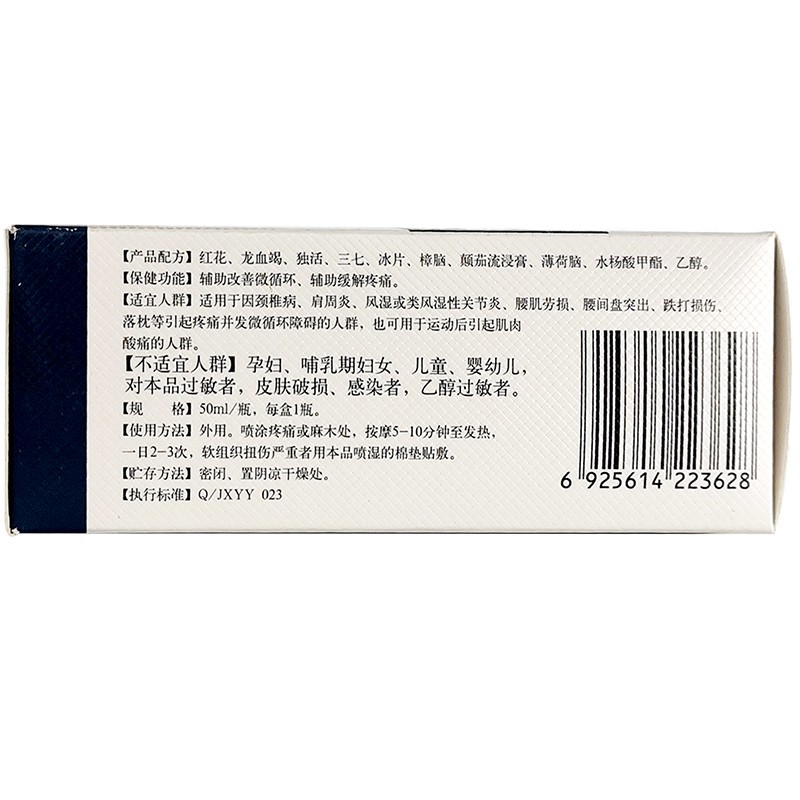 【产品配方】红花、龙血竭、独活、三七、冰片、樟脑、颠茄流浸膏、薄荷脑、水杨酸甲酯、乙醇。
【保健功能】辅助改善微循环、辅助缓解疼痛。
【适宜人群】适用于因颈椎病、肩周炎、风湿或类风湿性关节炎、腰肌劳损、腰间盘突出、跌打损伤、
落枕等引起疼痛并发微循环障碍的人群，也可用于运动后引起肌肉
酸痛的人群。
【不适宜人群】孕妇、哺乳期妇女、儿童、婴幼儿，
对本品过敏者，皮肤破损、感染者，乙醇过敏者。
【规　　格】50ml/瓶，每盒1瓶。
【使用方法】外用。喷涂疼痛或麻木处，按摩5-10分钟至发热，
一日2-3次，软组织扭伤严重者用本品喷湿的棉垫贴敷。
【贮存方法】密闭、置阴凉干燥处。
【执行标准】Q/JXYY 023
6 925614 223628